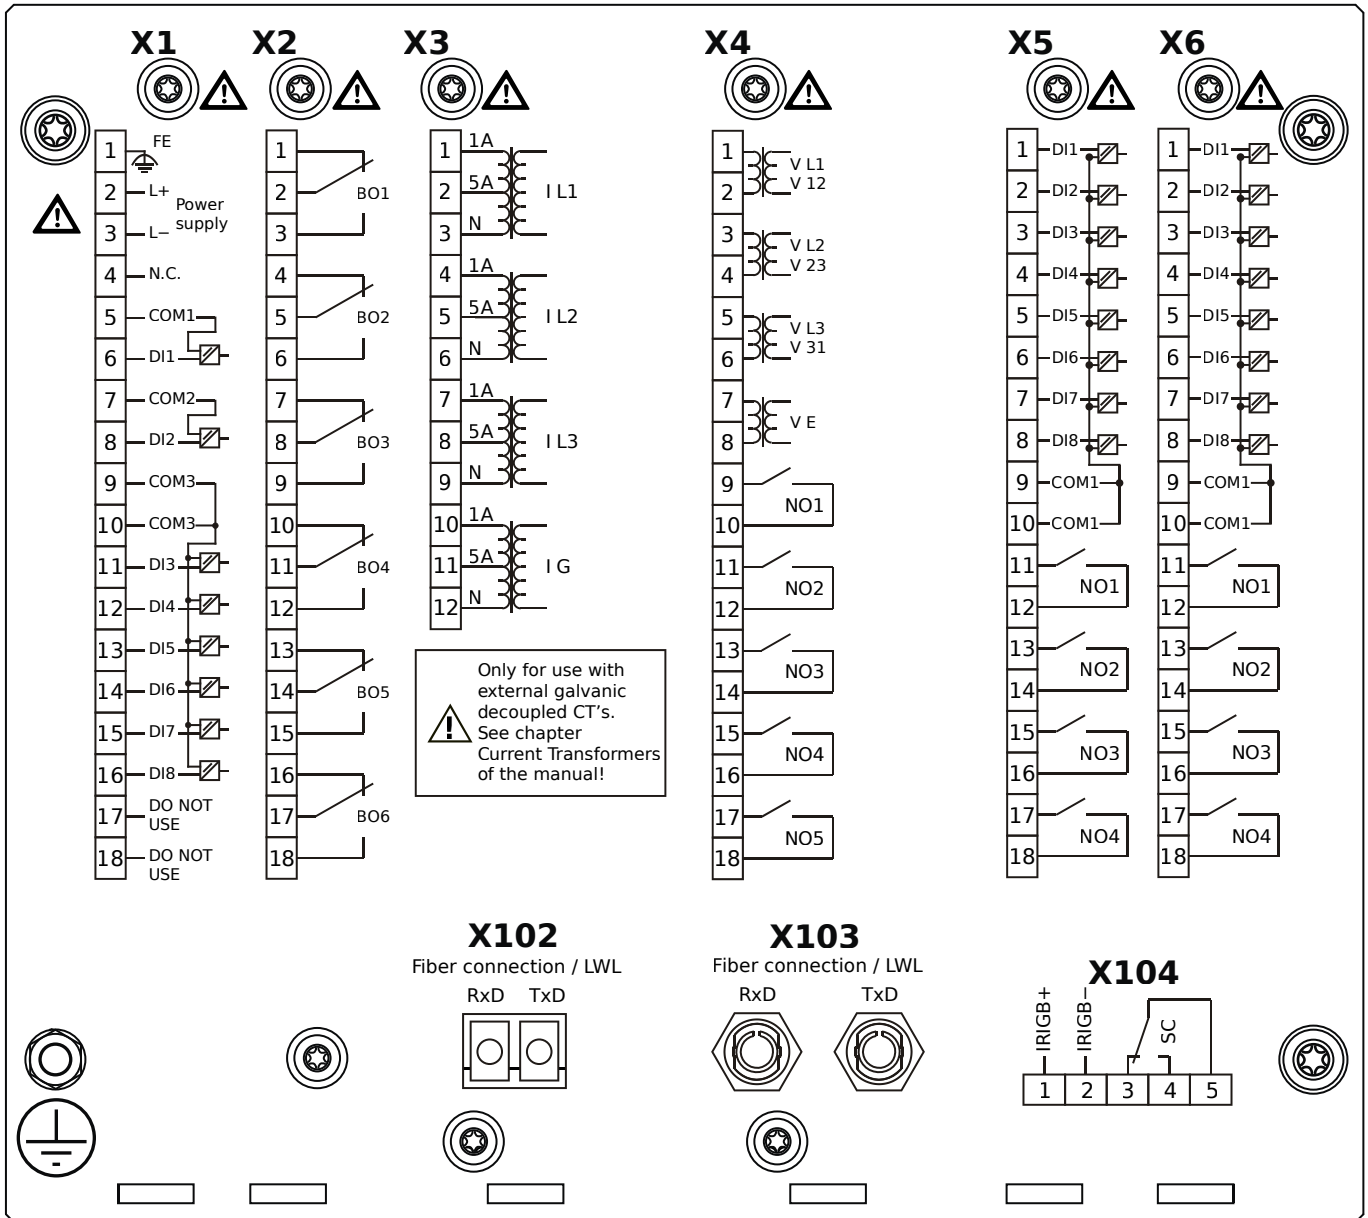 X1
X2
X3
X4
X5
X6
1 FE
2 L+
Power
supply
3 L−
4 N.C.
5 COM1
6 DI1
7 COM2
8 DI2
9 COM3
10 COM3
11 DI3
12 DI4
13 DI5
14 DI6
15 DI7
16 DI8
17 DO NOT
USE
18 DO NOT
USE
1
2 BO1
3
4
5 BO2
6
7
8 BO3
9
10
11 BO4
12
13
14 BO5
15
16
17 BO6
18
1 1A
2 5A I L1
3 N
4 1A
5 5A I L2
6 N
7 1A
8 5A I L3
9 N
10 1A
11 5A I G
12 N
Only for use with
external galvanic
decoupled CT's.
See chapter
Current Transformers
of the manual!
1 V L1
2 V 12
3 V L2
4 V 23
5 V L3
6 V 31
7
V E
8
9
NO1
10
11
NO2
12
13
NO3
14
15
NO4
16
17
NO5
18
1 DI1
2 DI2
3 DI3
4 DI4
5 DI5
6 DI6
7 DI7
8 DI8
9 COM1
10 COM1
11
NO1
12
13
NO2
14
15
NO3
16
17
NO4
18
1 DI1
2 DI2
3 DI3
4 DI4
5 DI5
6 DI6
7 DI7
8 DI8
9 COM1
10 COM1
11
NO1
12
13
NO2
14
15
NO3
16
17
NO4
18
X102
Fiber connection / LWL
RxD TxD
X103
Fiber connection / LWL
RxD TxD
X104
IRIGB+
IRIGB−
SC
1 2 3 4 5